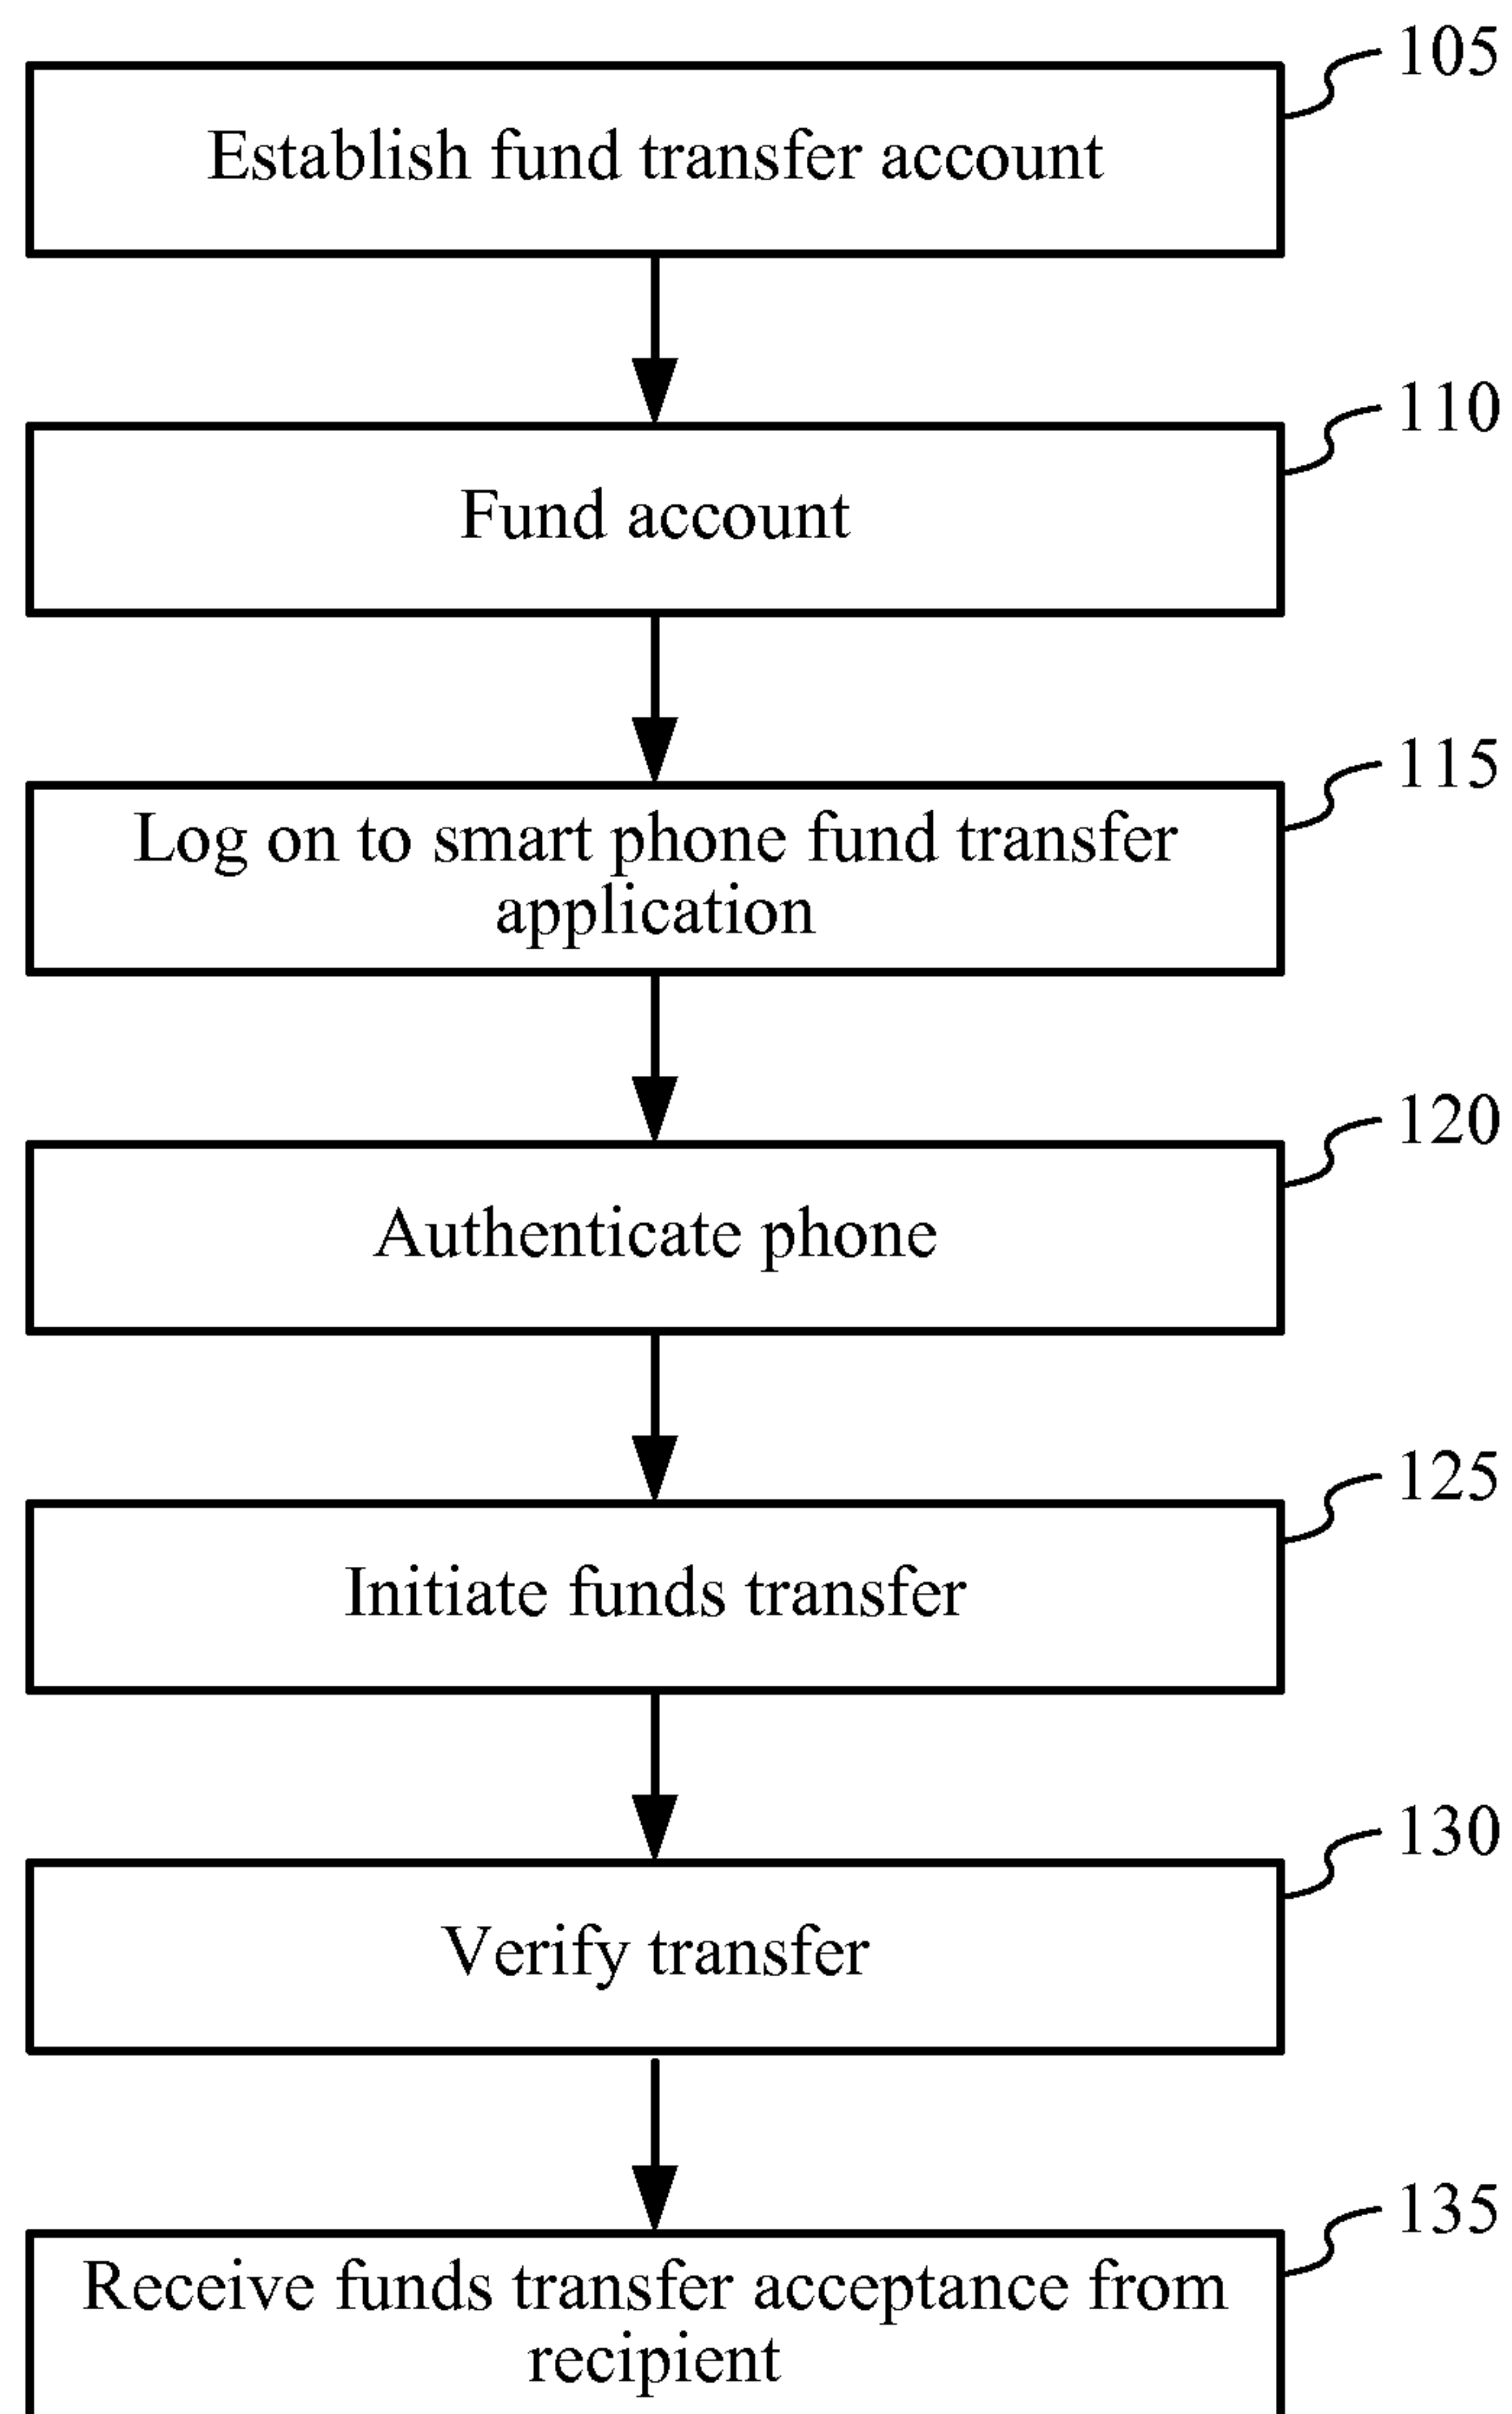 105
Establish fund transfer account
110
Fund account
115
Log on to smart phone fund transfer
application
120
Authenticate phone
125
Initiate funds transfer
130
Verify transfer
135
Receive funds transfer acceptance from
recipient